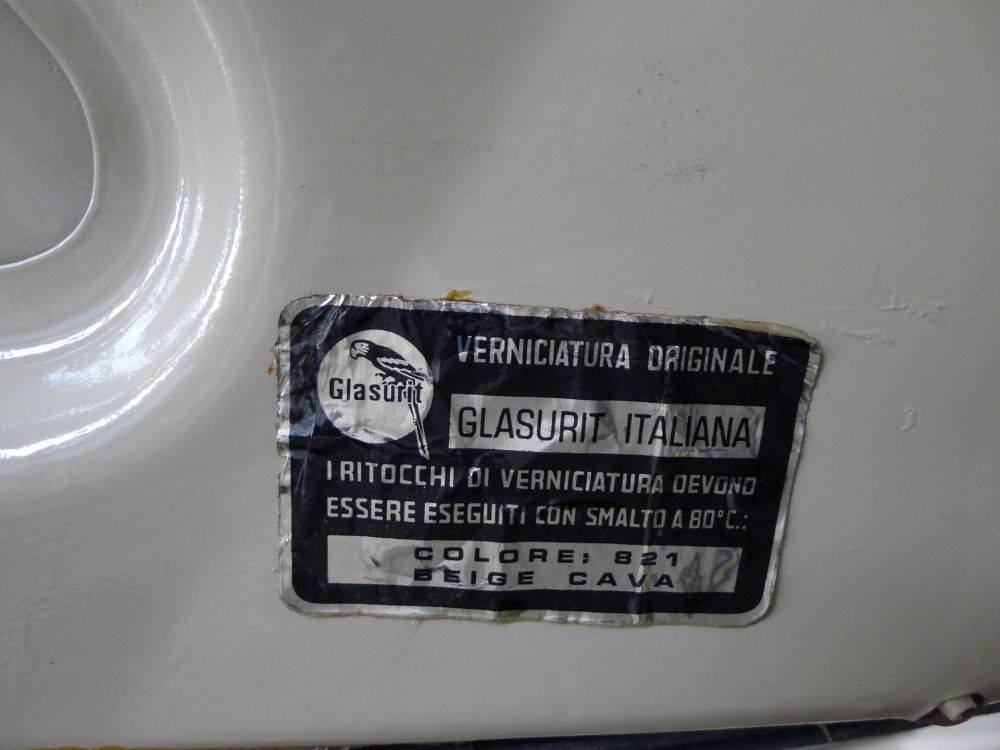 Glasurit
VERNICIATURA ORIGINALE
GLASURIT ITALIANA
I RITOCCHI DI VERNICIATURA DEVONO
ESSERE ESEGUITI CON SMALTO A 80°C.:
COLORE: 821
BEIGE CAVA